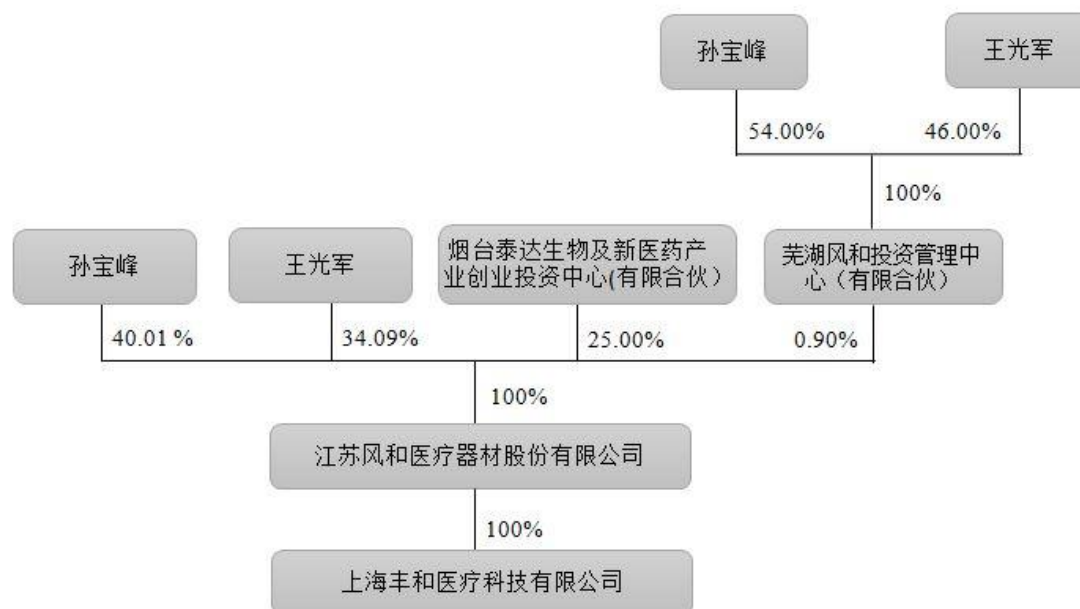 孙宝峰
王光军
54.00%
46.00%
100%
孙宝峰
王光军
烟台泰达生物及新医药产
业创业投资中心(有限合伙）
芜湖风和投资管理中
心（有限合伙）
40.01 %
34.09%
25.00%
0.90%
100%
江苏风和医疗器材股份有限公司
100%
上海丰和医疗科技有限公司